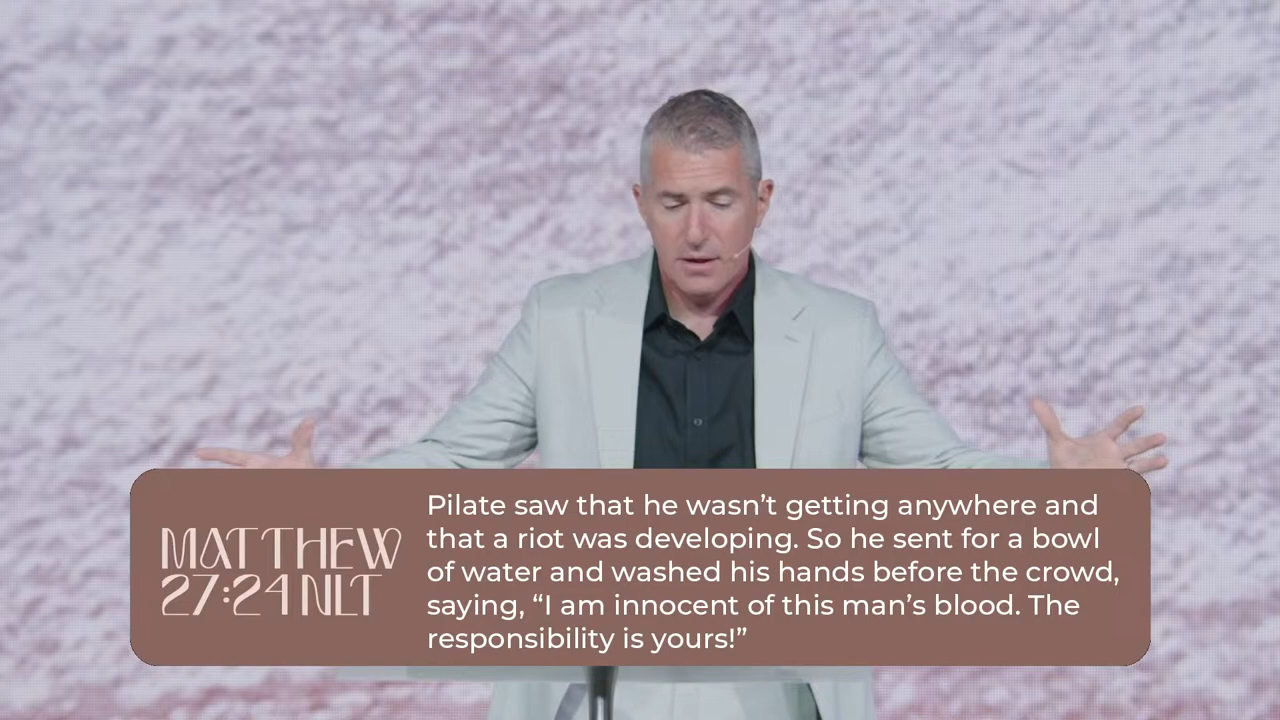 MATTHEW
27:24 NLT
Pilate saw that he wasn’t getting anywhere and
that a riot was developing. So he sent for a bowl
of water and washed his hands before the crowd,
saying, “I am innocent of this man’s blood. The
responsibility is yours!”